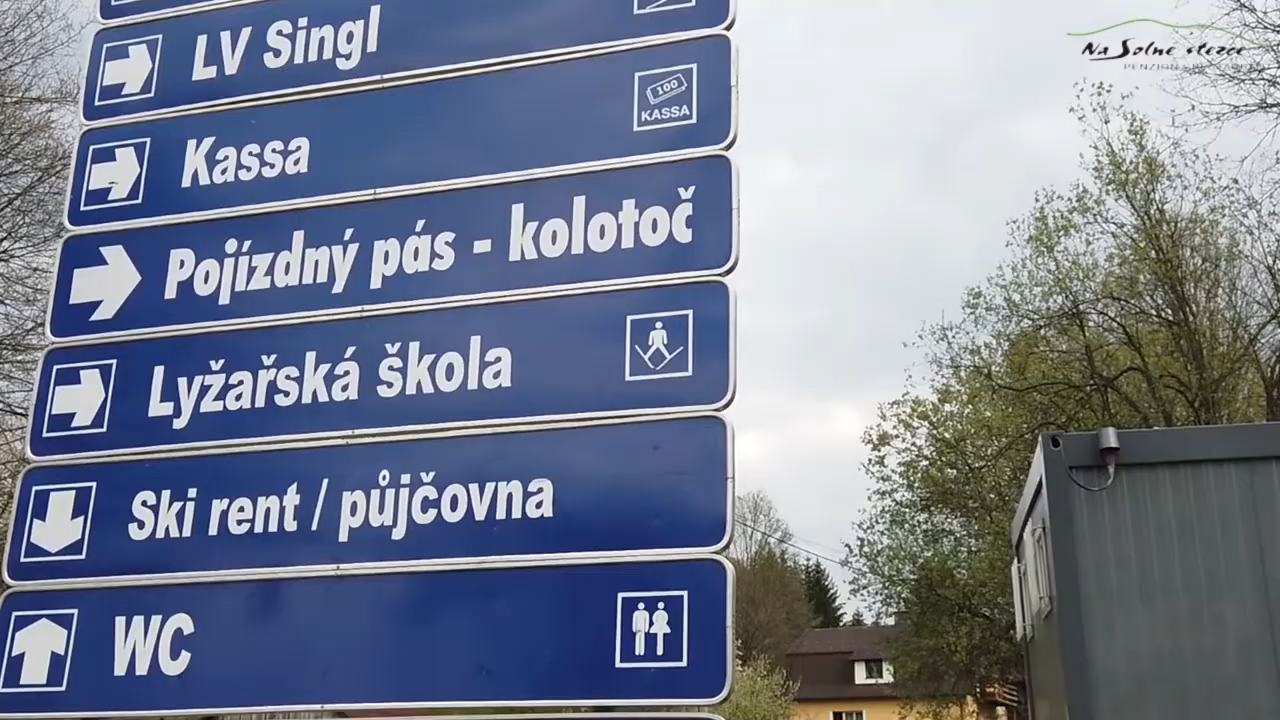 Na Solné stezce
LV Singl
Kassa
100
KASSA
Pojízdný pás - kolotoč
Lyžařská škola
Ski rent / půjčovna
WC